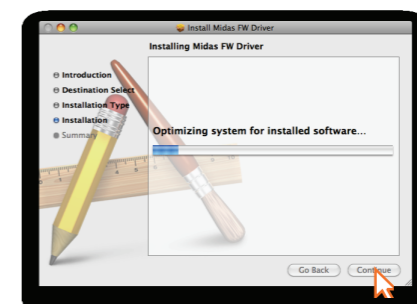 Install Midas FW Driver
Installing Midas FW Driver
Introduction
Destination Select
Installation Type
Installation
Summary
Optimizing system for installed software...
Go Back
Continue